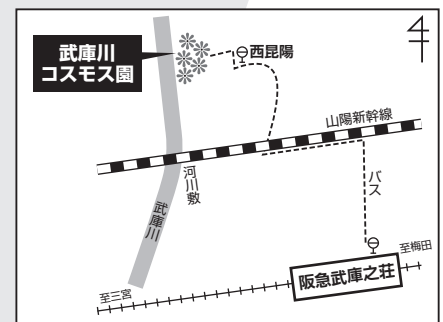 武庫川
コスモス園
西昆陽
山陽新幹線
河川敷
バス
武庫川
至梅田
阪急武庫之荘
至三宮